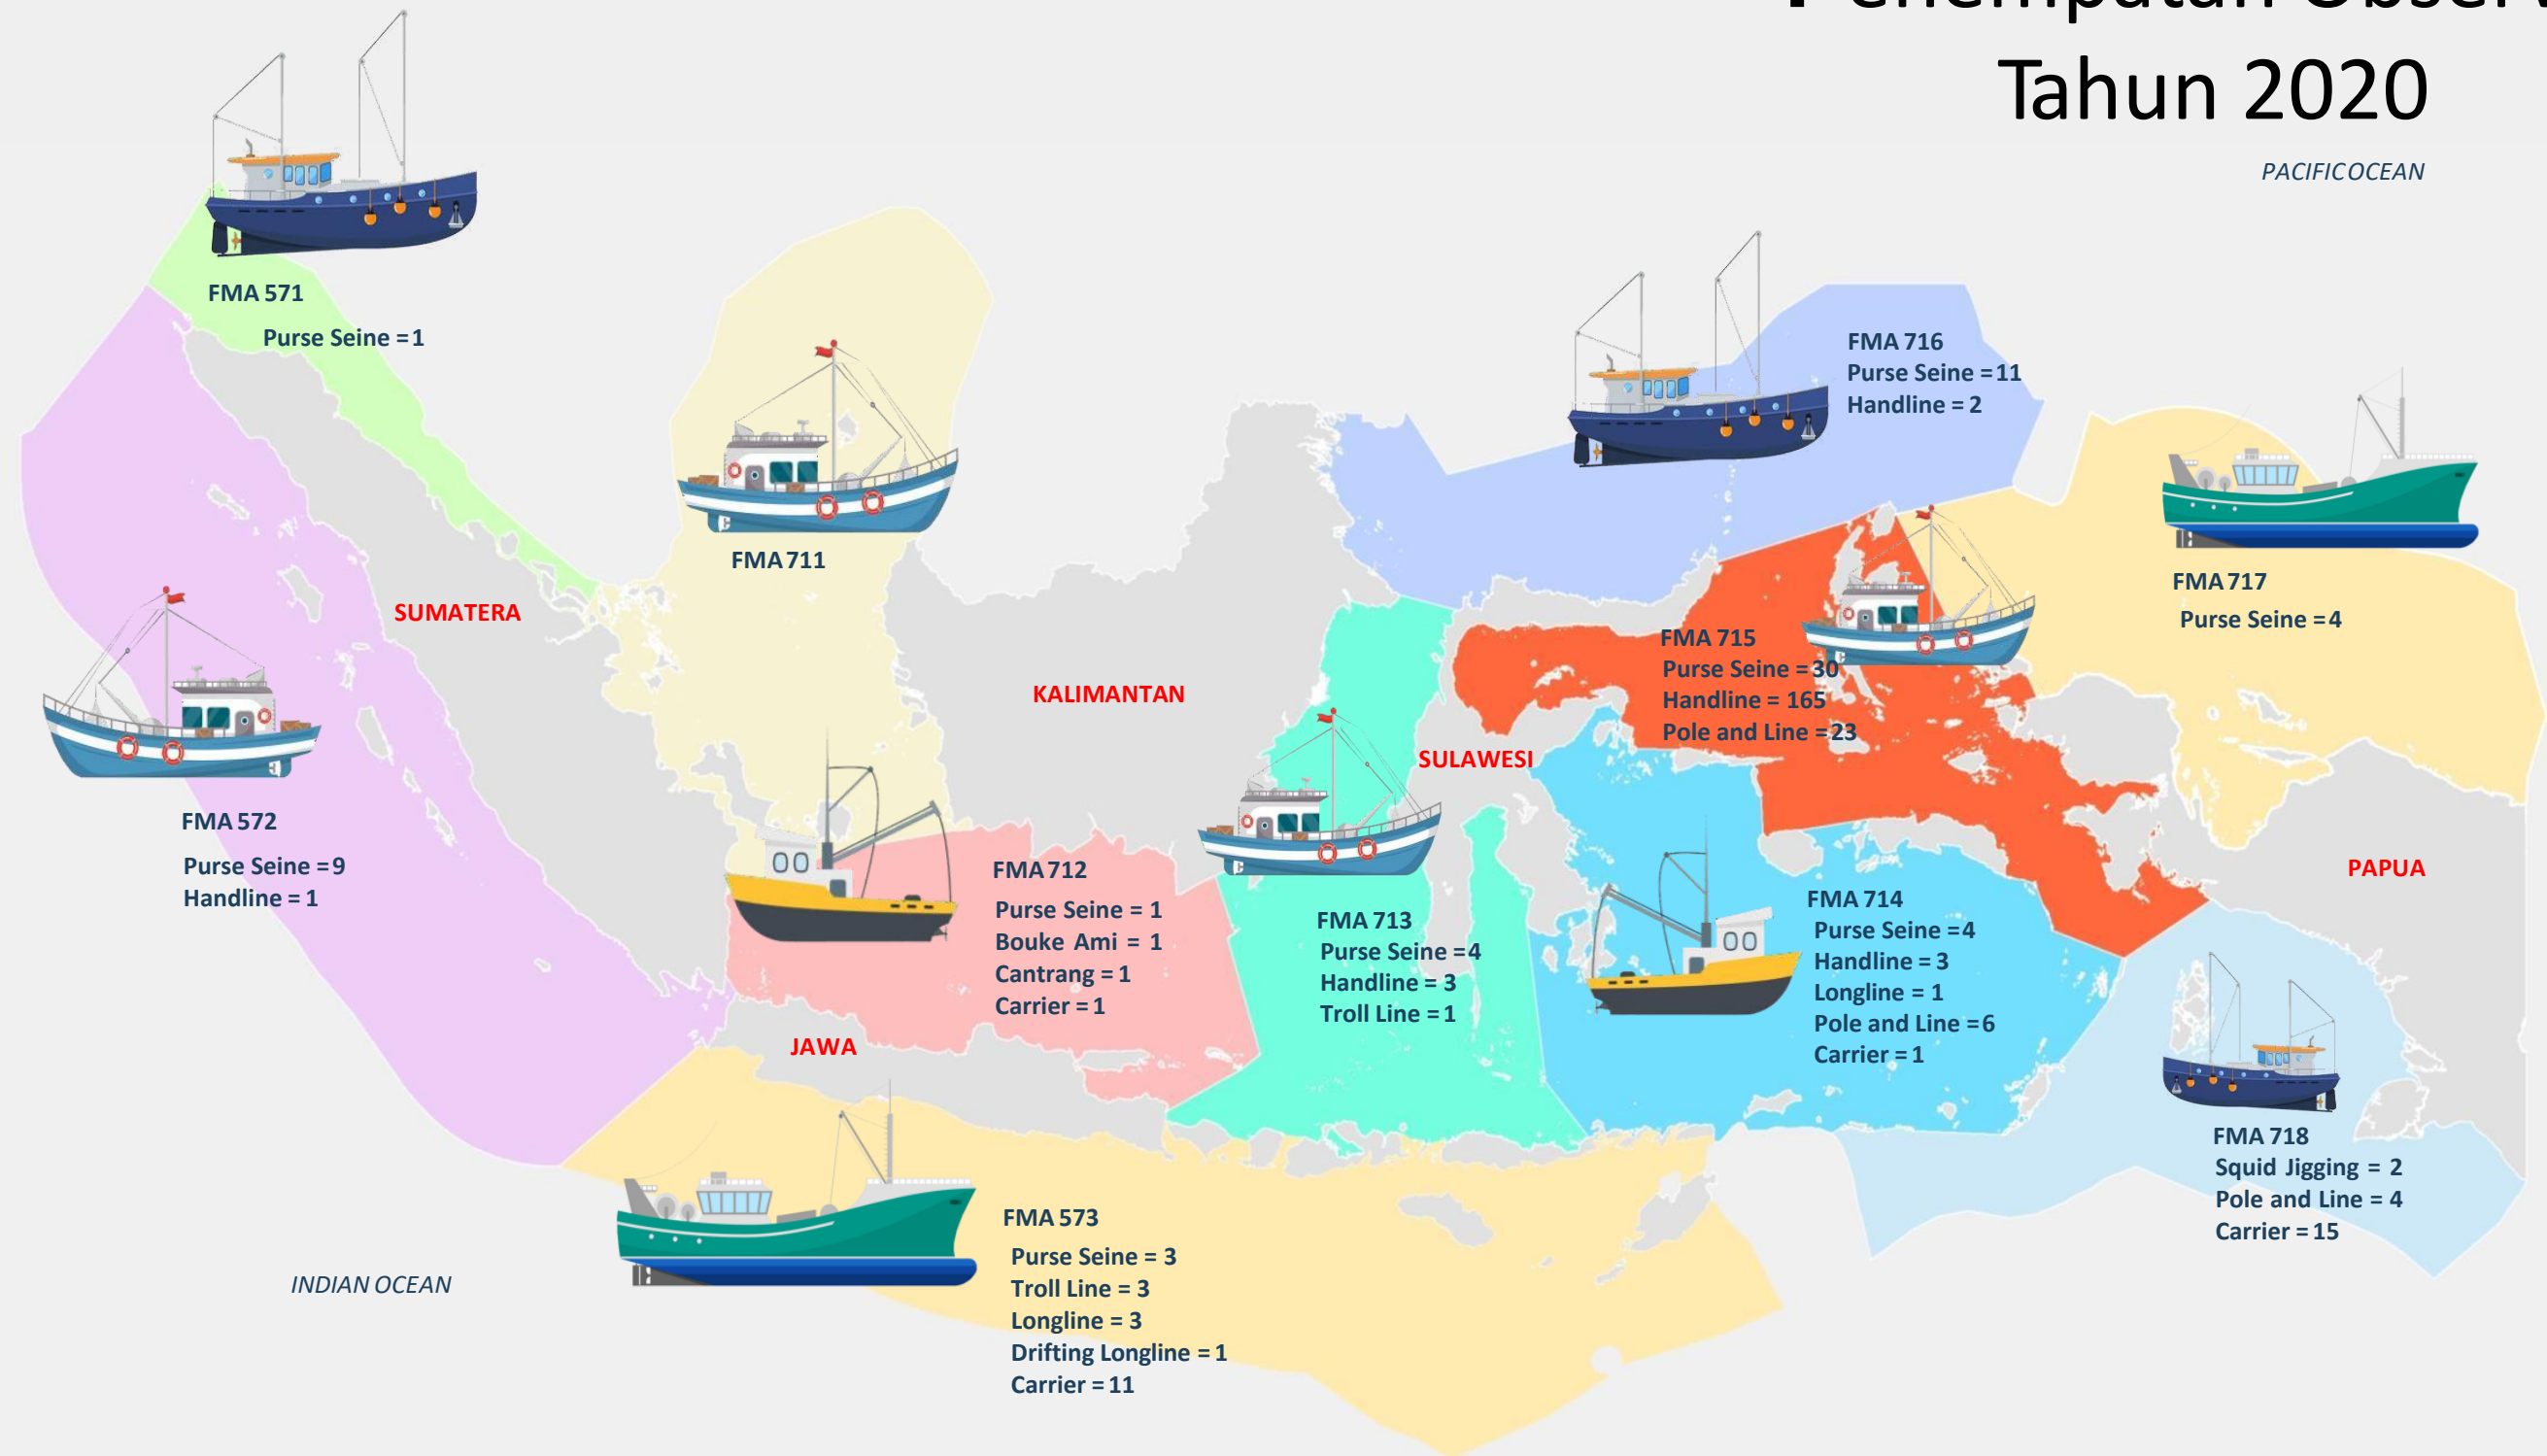 Penempatan Observ
Tahun 2020
PACIFIC OCEAN
FMA 571
Purse Seine = 1
FMA 716
Purse Seine = 11
Handline = 2
FMA 711
FMA 717
Purse Seine = 4
SUMATERA
FMA 715
Purse Seine = 30
Handline = 165
Pole and Line = 23
KALIMANTAN
SULAWESI
FMA 572
Purse Seine = 9
Handline = 1
FMA 712
Purse Seine = 1
Bouke Ami = 1
Cantrang = 1
Carrier = 1
FMA 713
Purse Seine = 4
Handline = 3
Troll Line = 1
FMA 714
Purse Seine = 4
Handline = 3
Longline = 1
Pole and Line = 6
Carrier = 1
PAPUA
JAWA
FMA 718
Squid Jigging = 2
Pole and Line = 4
Carrier = 15
FMA 573
Purse Seine = 3
Troll Line = 3
Longline = 3
Drifting Longline = 1
Carrier = 11
INDIAN OCEAN